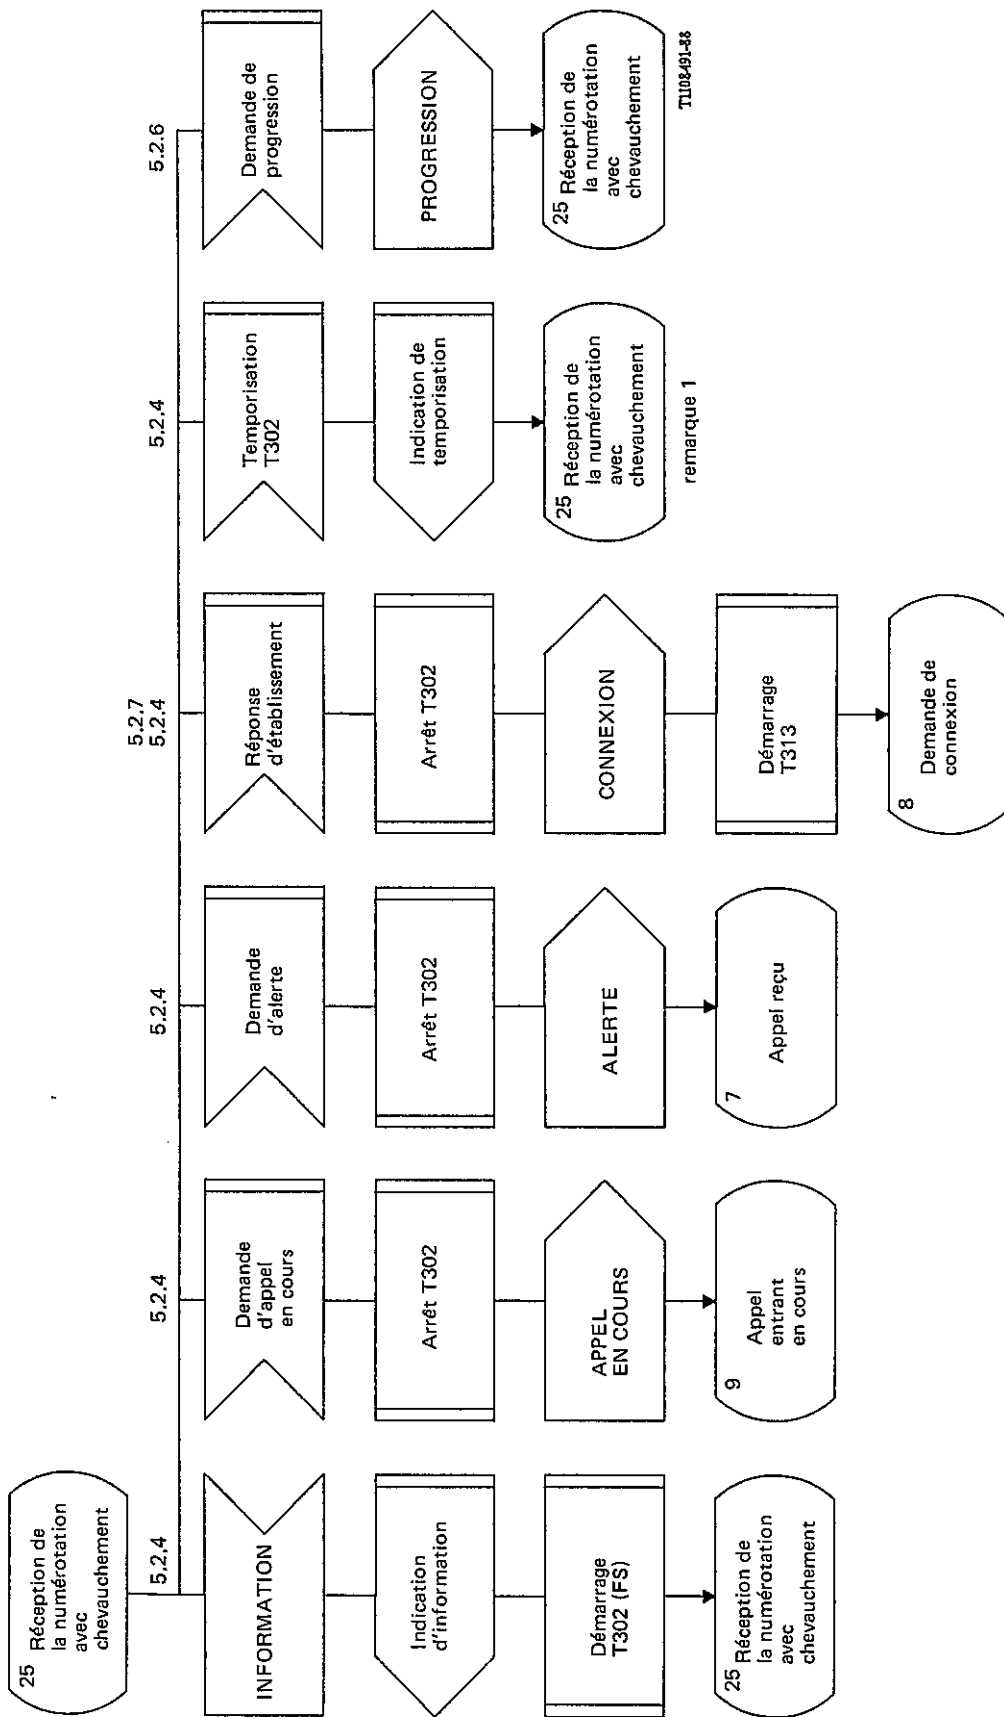 25 Réception de
la numérotation
avec
chevauchement
5.2.4
INFORMATION
Indication
d'information
Démarrage
T302 (FS)
25 Réception de
la numérotation
avec
chevauchement
5.2.4
Demande
d'appel
en cours
Arrêt T302
APPEL
EN COURS
9
Appel
entrant
en cours
5.2.4
Demande
d'alerte
Arrêt T302
ALERTE
7
Appel reçu
5.2.7
5.2.4
Réponse
d'établissement
Arrêt T302
CONNEXION
Démarrage
T313
8
Demande de
connexion
5.2.4
Temporisation
T302
Indication de
temporisation
25 Réception de
la numérotation
avec
chevauchement
remarque 1
5.2.6
Demande de
progression
PROGRESSION
25 Réception de
la numérotation
avec
chevauchement
T1108491-88